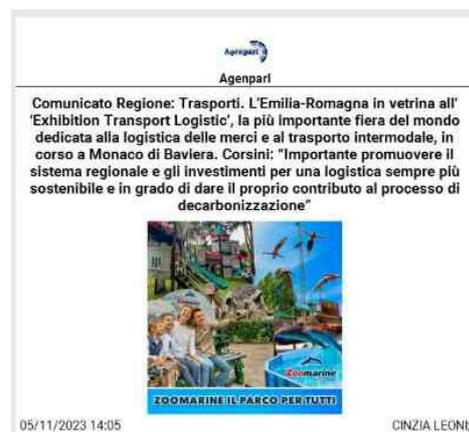 Agenparl
Agenparl
Comunicato Regione: Trasporti. L'Emilia-Romagna in vetrina all'
'Exhibition Transport Logistic', la più importante fiera del mondo
dedicata alla logistica delle merci e al trasporto intermodale, in
corso a Monaco di Baviera. Corsini: "Importante promuovere il
sistema regionale e gli investimenti per una logistica sempre più
sostenibile e in grado di dare il proprio contributo al processo di
decarbonizzazione"
Zoomarine
ZOOMARINE IL PARCO PER TUTTI
05/11/2023 14:05 CINZIA LEONE